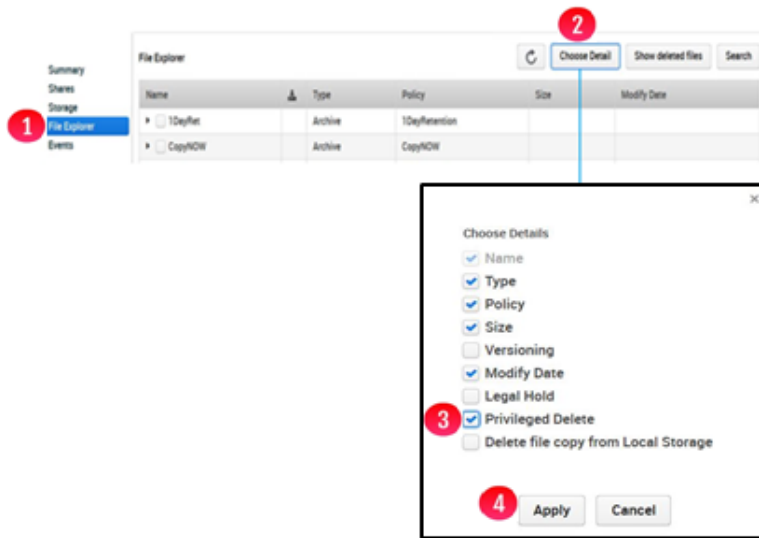 2
File Explorer
Choose Detail
Show deleted files
Search
Summary
Shares
Storage
1
File Explorer
Events
Name Type Policy Size Modify Date
1DayRet Archive 1DayRetention
CopyNOW Archive CopyNOW
×
Choose Details
Name
Type
Policy
Size
Versioning
Modify Date
Legal Hold
3 Privileged Delete
Delete file copy from Local Storage
4 Apply Cancel